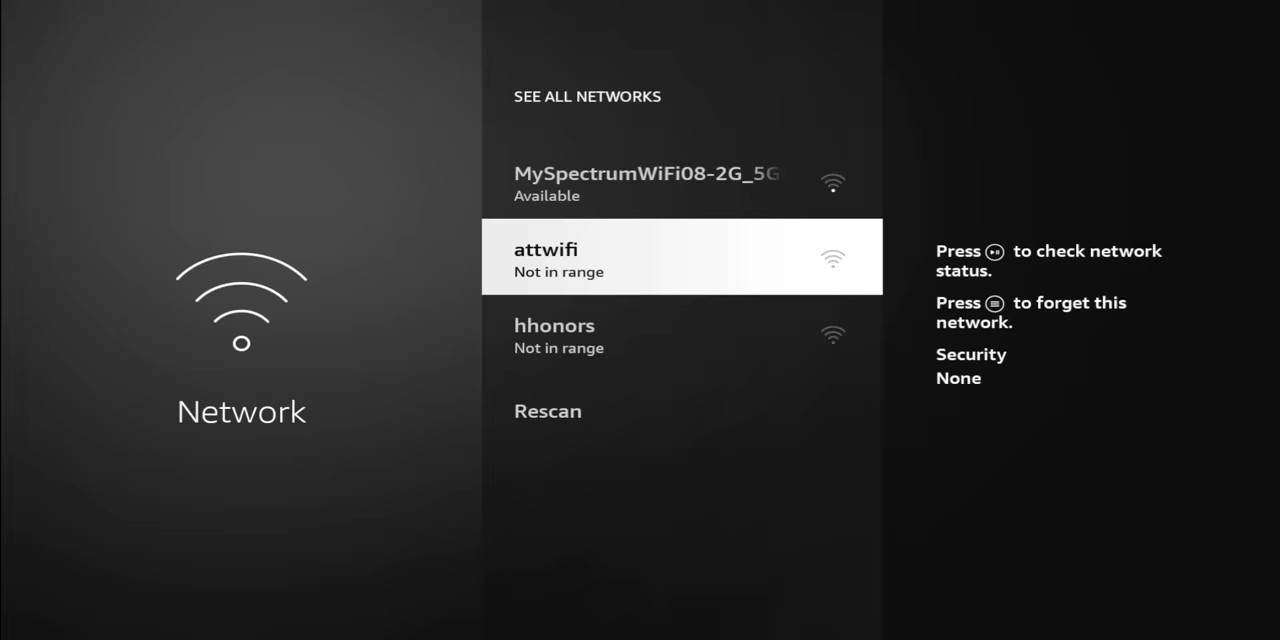 SEE ALL NETWORKS
MySpectrumWiFi08-2G_5G
Available
attwifi
Not in range
hhonors
Not in range
Rescan
Network
Press to check network
status.
Press to forget this
network.
Security
None